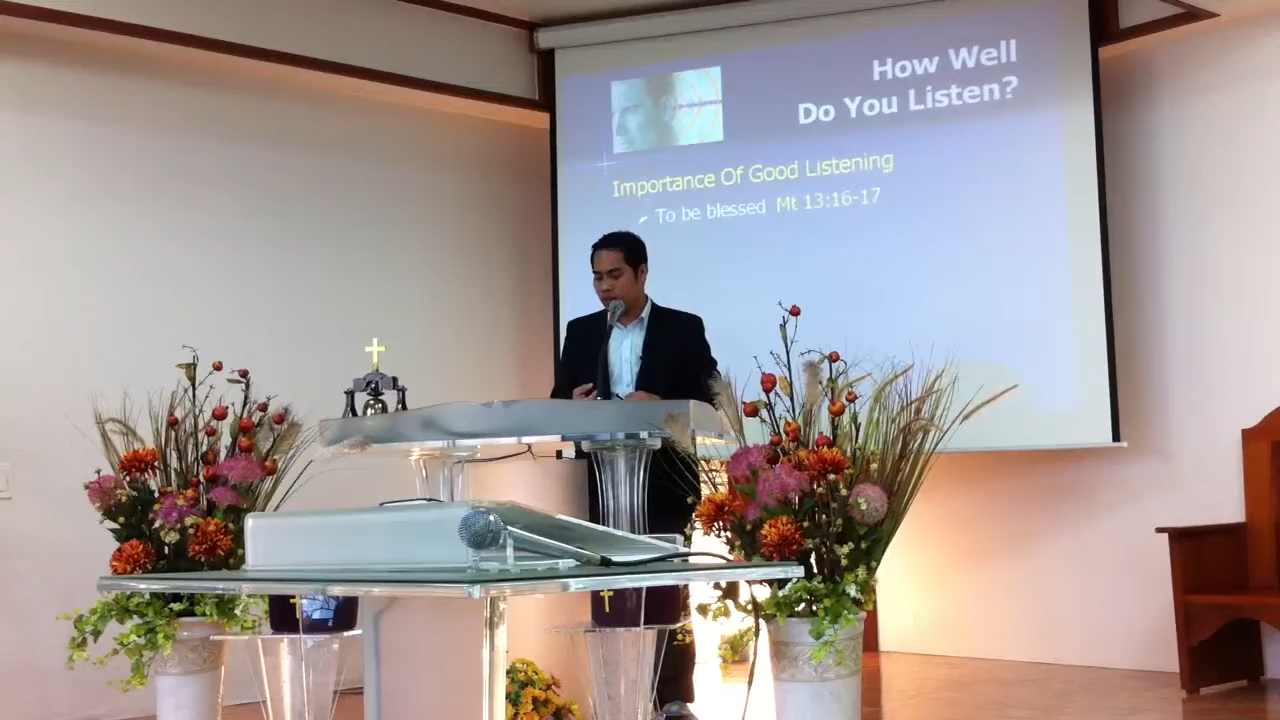 How Well
Do You Listen?
Importance Of Good Listening
To be blessed Mt 13:16-17